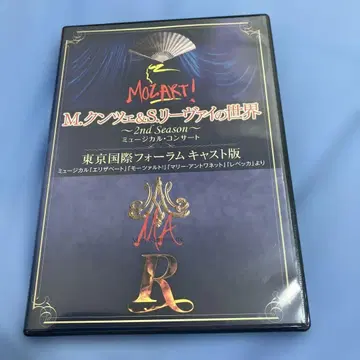 MOZART!
M.クンツェ&S.リーヴァイの世界
~2nd Season~
ミュージカル・コンサート
東京国際フォーラム キャスト版
ミュージカル「エリザベート」「モーツァルト!」「マリー・アントワネット」「レベッカ」より
MA
R